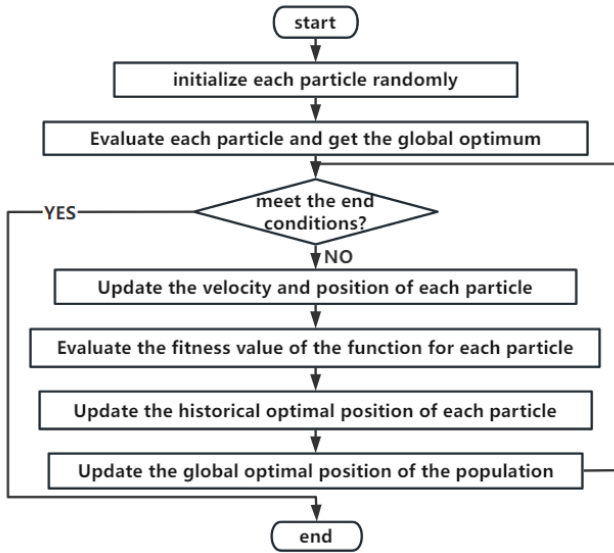 start
initialize each particle randomly
Evaluate each particle and get the global optimum
meet the end
conditions?
YES
NO
Update the velocity and position of each particle
Evaluate the fitness value of the function for each particle
Update the historical optimal position of each particle
Update the global optimal position of the population
end